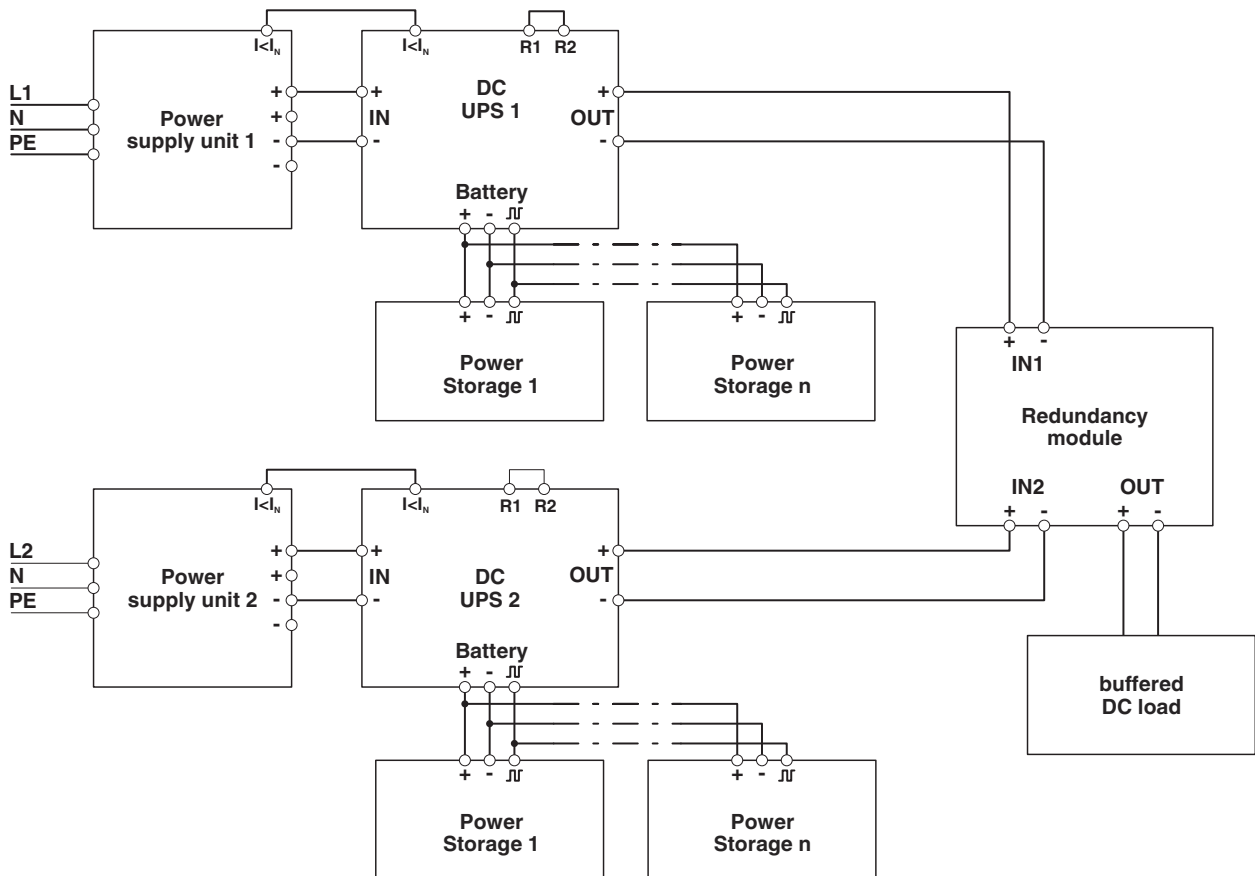 I<IN
I<IN
R1 R2
L1
N
PE
Power
supply unit 1
+
+
-
-
+
IN
-
DC
UPS 1
+
OUT
-
Battery
+ -
+ -
Power
Storage 1
+ -
Power
Storage n
+ -
IN1
Redundancy
module
IN2 OUT
+ - + -
I<IN
I<IN
R1 R2
L2
N
PE
Power
supply unit 2
+
+
-
-
+
IN
-
DC
UPS 2
+
OUT
-
Battery
+ -
+ -
Power
Storage 1
+ -
Power
Storage n
buffered
DC load